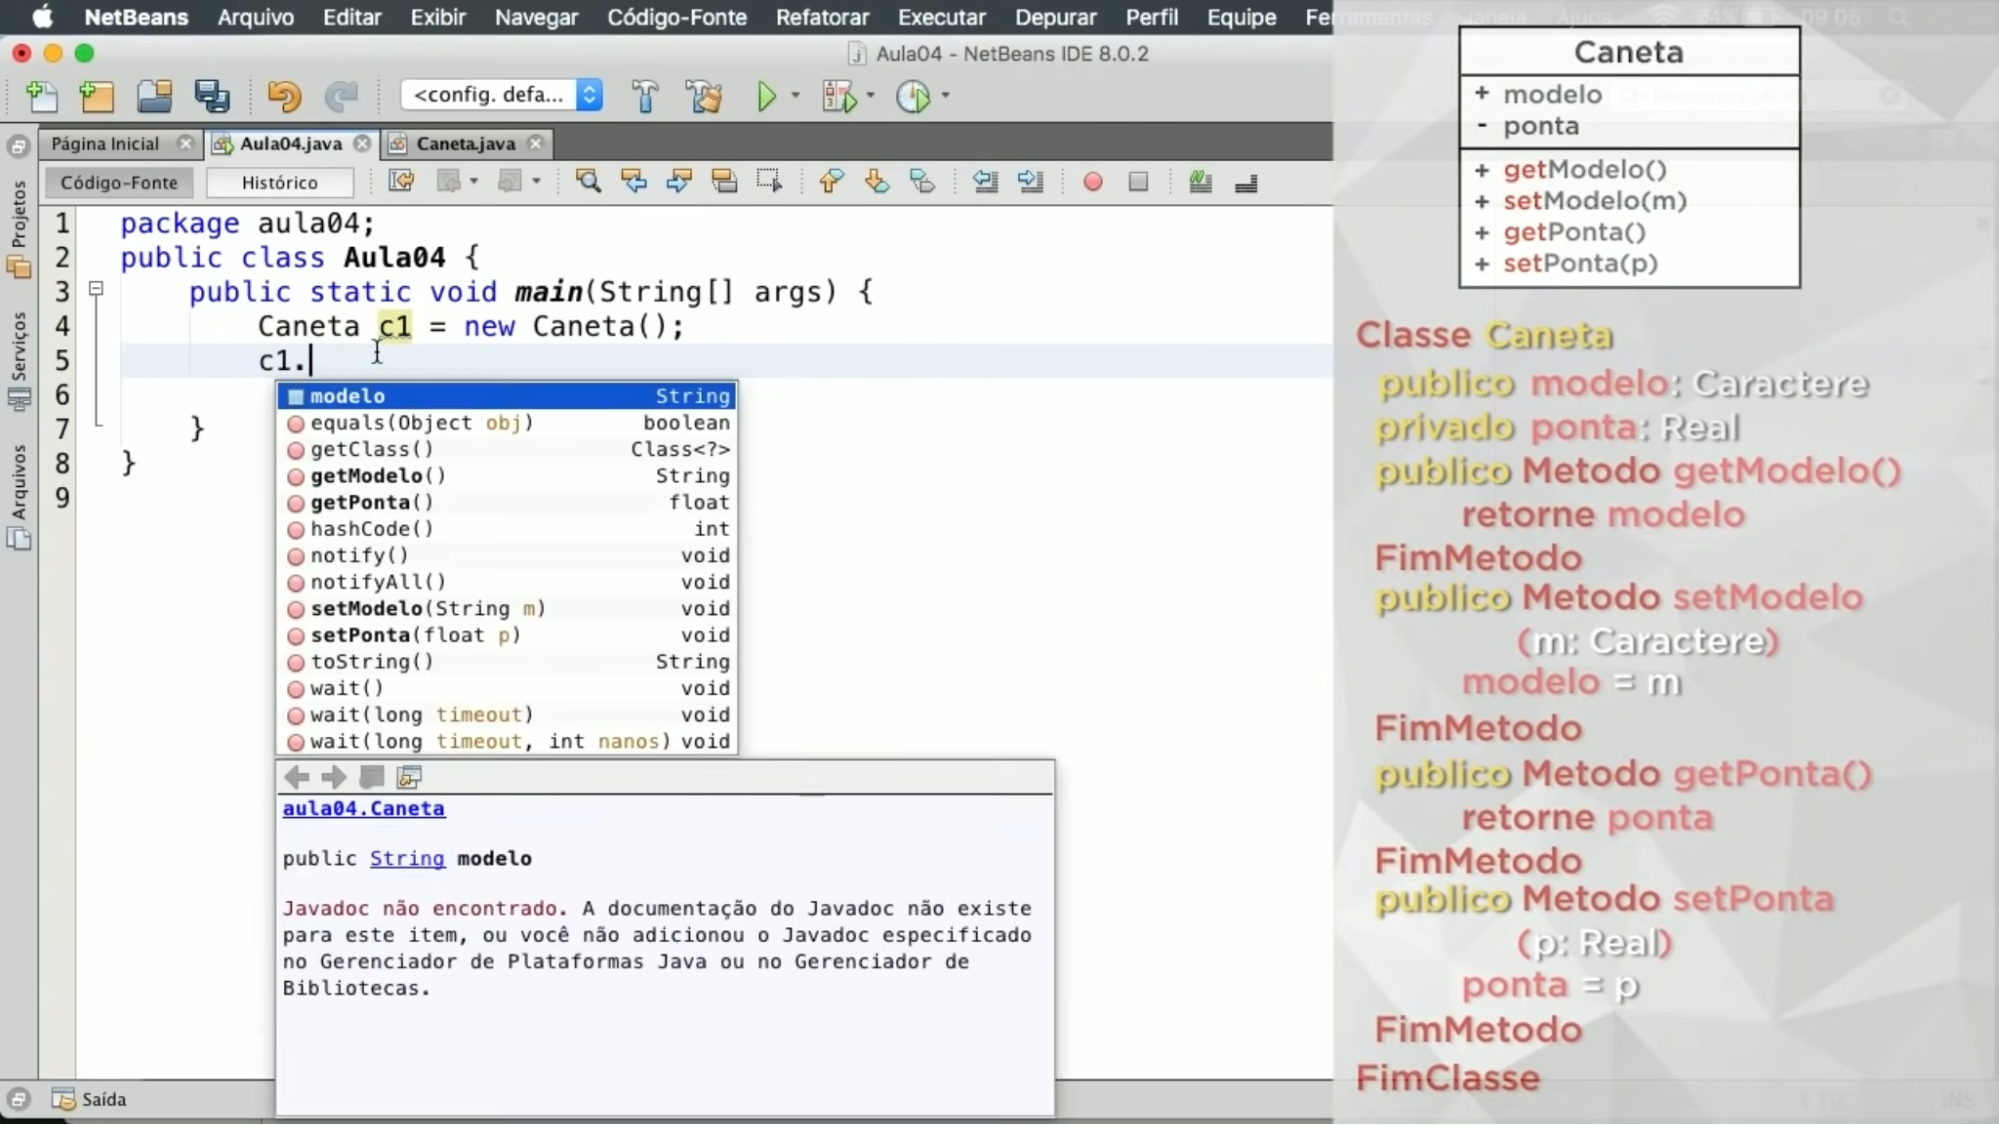 NetBeans Arquivo Editar Exibir Navegar Código-Fonte Refatorar Executar Depurar Perfil Equipe Ferramentas Janela Ajuda
Aula04 - NetBeans IDE 8.0.2
<config. defa...
Página Inicial Aula04.java Caneta.java
Código-Fonte Histórico
Projetos
Serviços
Arquivos
1 package aula04;
2 public class Aula04 {
3 public static void main(String[] args) {
4 Caneta c1 = new Caneta();
5 c1.
6
7 }
8 }
9
modelo String
equals(Object obj) boolean
getClass() Class<?>
getModelo() String
getPonta() float
hashCode() int
notify() void
notifyAll() void
setModelo(String m) void
setPonta(float p) void
toString() String
wait() void
wait(long timeout) void
wait(long timeout, int nanos) void
aula04.Caneta
public String modelo
Javadoc não encontrado. A documentação do Javadoc não existe
para este item, ou você não adicionou o Javadoc especificado
no Gerenciador de Plataformas Java ou no Gerenciador de
Bibliotecas.
Saída
Caneta
+ modelo
- ponta
+ getModelo()
+ setModelo(m)
+ getPonta()
+ setPonta(p)
Classe Caneta
publico modelo: Caractere
privado ponta: Real
publico Metodo getModelo()
retorne modelo
FimMetodo
publico Metodo setModelo
(m: Caractere)
modelo = m
FimMetodo
publico Metodo getPonta()
retorne ponta
FimMetodo
publico Metodo setPonta
(p: Real)
ponta = p
FimMetodo
FimClasse
INS